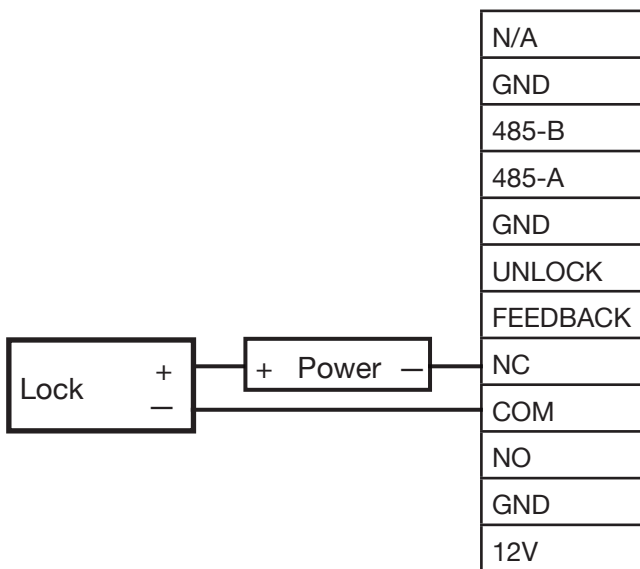 N/A
GND
485-B
485-A
GND
UNLOCK
FEEDBACK
Lock + —
+ Power —
NC
COM
NO
GND
12V